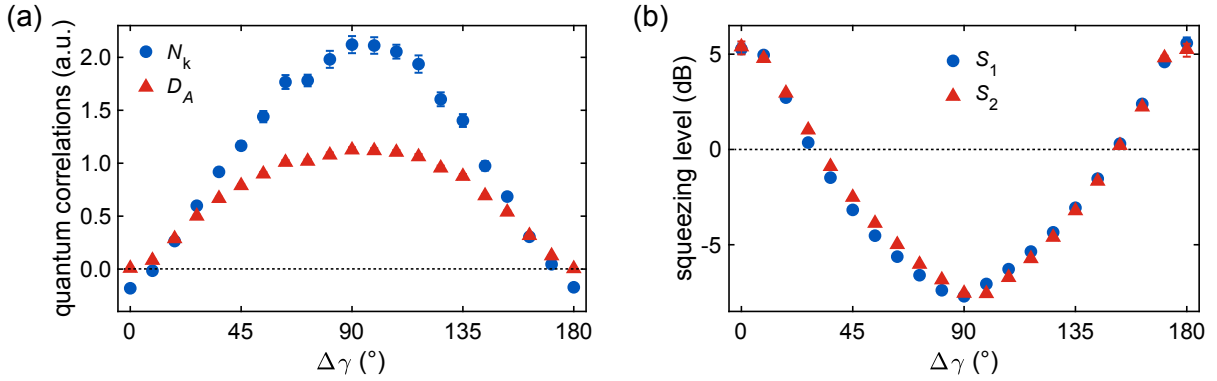 (a)
quantum correlations (a.u.)
2.0
1.5
1.0
0.5
0.0
N_k
D_A
0
45
90
135
180
Δγ (°)
(b)
squeezing level (dB)
5
0
-5
S_1
S_2
0
45
90
135
180
Δγ (°)